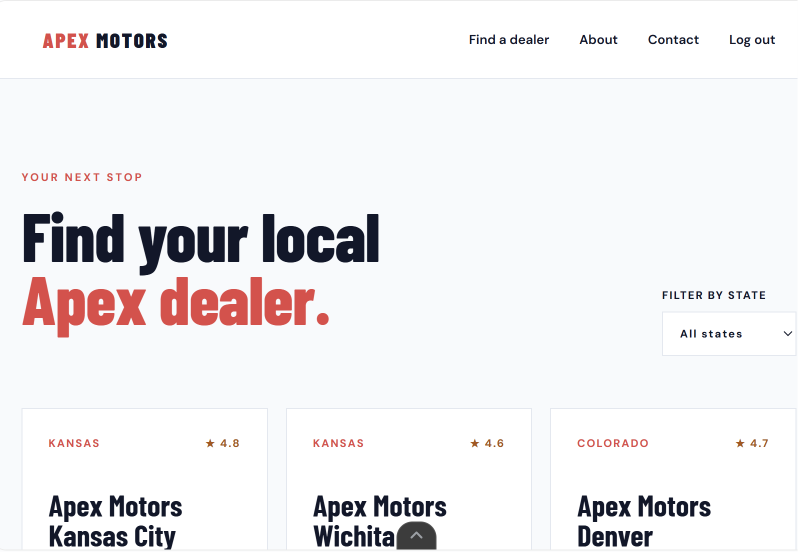 APEX MOTORS
Find a dealer
About
Contact
Log out
YOUR NEXT STOP
Find your local
Apex dealer.
FILTER BY STATE
All states
KANSAS
★ 4.8
Apex Motors
Kansas City
KANSAS
★ 4.6
Apex Motors
Wichita
COLORADO
★ 4.7
Apex Motors
Denver